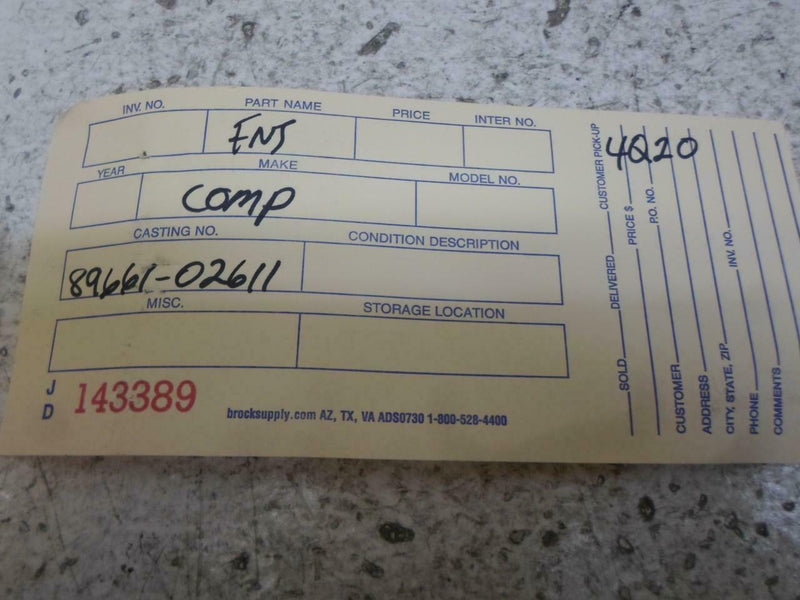 INV. NO. PART NAME PRICE INTER NO.
ENJ
YEAR MAKE MODEL NO.
COMP
CASTING NO. CONDITION DESCRIPTION
89661-02611
MISC. STORAGE LOCATION
J D 143389
brocksupply.com AZ, TX, VA ADS0730 1-800-528-4400
4Q20
SOLD DELIVERED CUSTOMER PICK-UP
PRICE $
P.O. NO.
CUSTOMER
ADDRESS
CITY, STATE, ZIP INV. NO.
PHONE
COMMENTS